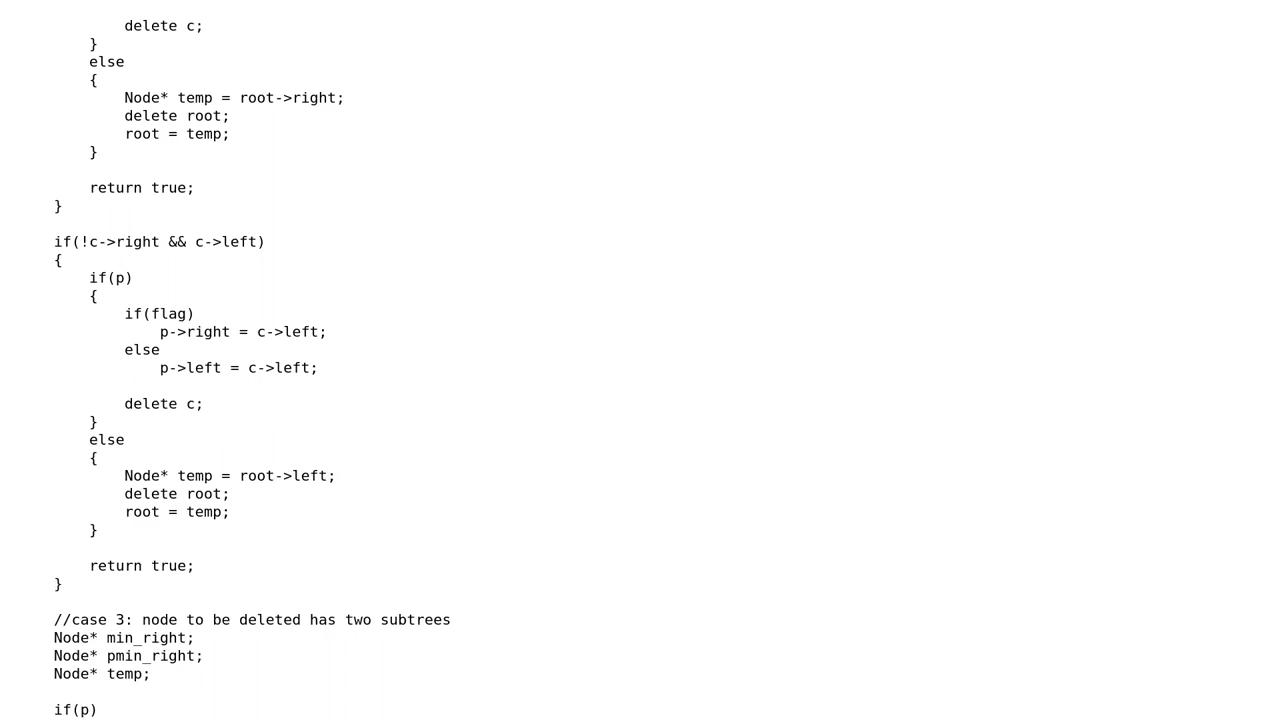 delete c;
    }
    else
    {
        Node* temp = root->right;
        delete root;
        root = temp;
    }

    return true;
}

if(!c->right && c->left)
{
    if(p)
    {
        if(flag)
            p->right = c->left;
        else
            p->left = c->left;

        delete c;
    }
    else
    {
        Node* temp = root->left;
        delete root;
        root = temp;
    }

    return true;
}

//case 3: node to be deleted has two subtrees
Node* min_right;
Node* pmin_right;
Node* temp;

if(p)